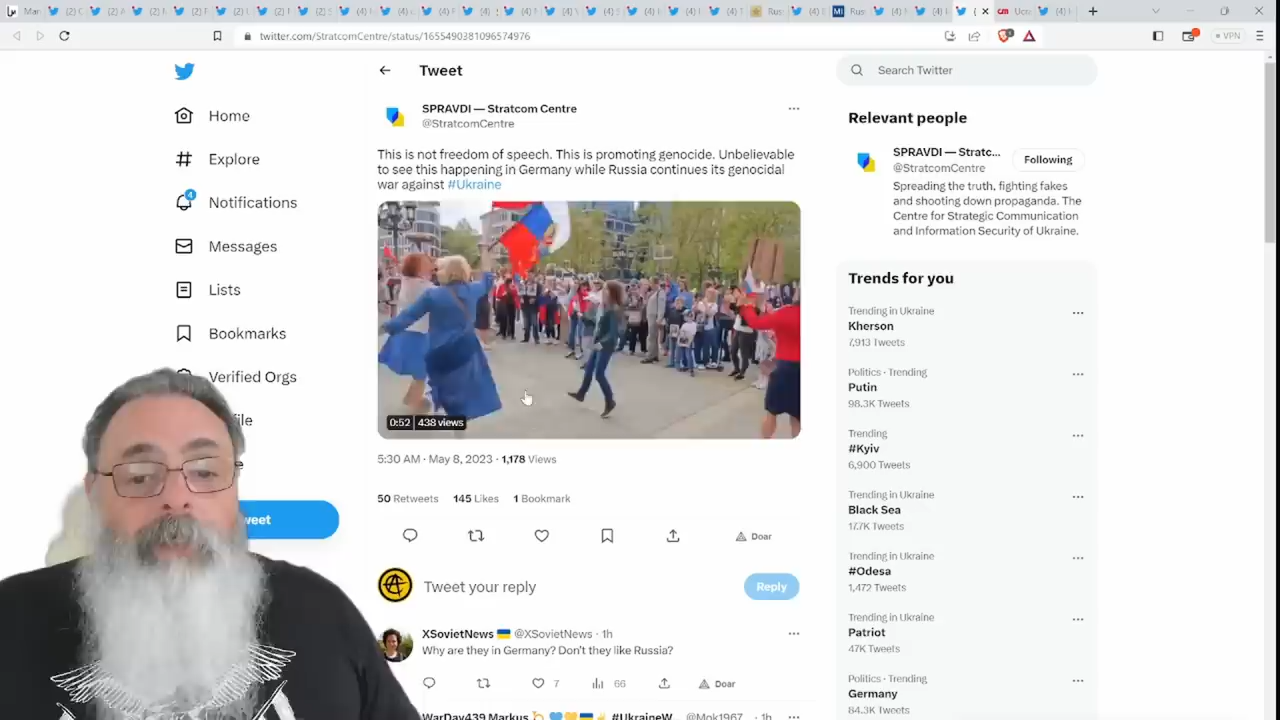 twitter.com/StratcomCentre/status/1655490381096574976
VPN
Home
Explore
4
Notifications
Messages
Lists
Bookmarks
Verified Orgs
Tweet
SPRAVDI — Stratcom Centre
@StratcomCentre
This is not freedom of speech. This is promoting genocide. Unbelievable
to see this happening in Germany while Russia continues its genocidal
war against #Ukraine
0:52 438 views
5:30 AM · May 8, 2023 · 1,178 Views
50 Retweets 145 Likes 1 Bookmark
Doar
Tweet your reply
Reply
XSovietNews @XSovietNews · 1h
Why are they in Germany? Don't they like Russia?
7
66
Doar
WarDay439 Markus #UkraineW... @Mok1967 · 1h
Search Twitter
Relevant people
SPRAVDI — Stratc...
@StratcomCentre
Following
Spreading the truth, fighting fakes
and shooting down propaganda. The
Centre for Strategic Communication
and Information Security of Ukraine.
Trends for you
Trending in Ukraine
Kherson
7,913 Tweets
Politics · Trending
Putin
98.3K Tweets
Trending
#Kyiv
6,900 Tweets
Trending in Ukraine
Black Sea
17.7K Tweets
Trending in Ukraine
#Odesa
1,472 Tweets
Trending in Ukraine
Patriot
47K Tweets
Politics · Trending
Germany
84.3K Tweets